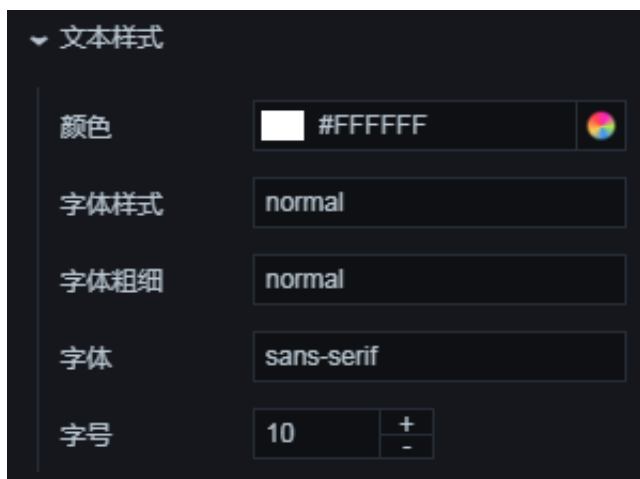 文本样式
颜色 #FFFFFF
字体样式 normal
字体粗细 normal
字体 sans-serif
字号 10 + -